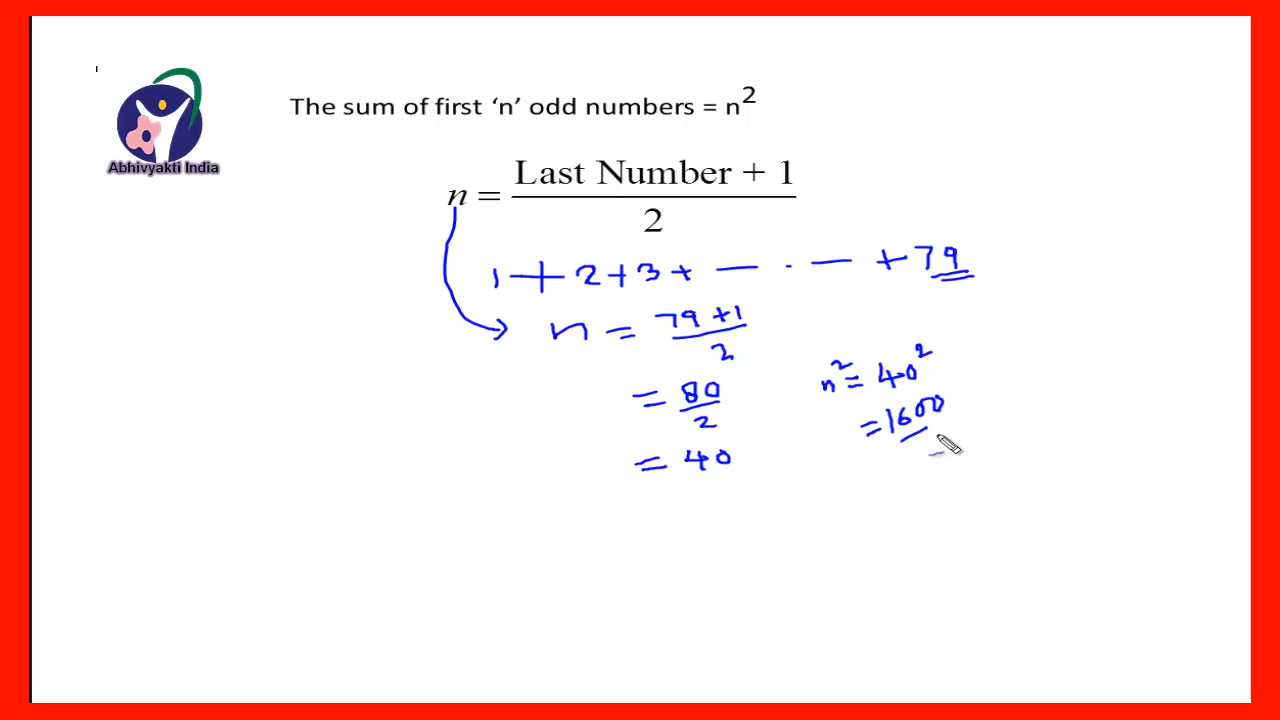 The sum of first ‘n’ odd numbers = n²
Abhivyakti India
n = (Last Number + 1) / 2
1 + 2 + 3 + — . — + 79
n = (79 + 1) / 2
= 80 / 2
= 40
n² = 40²
= 1600